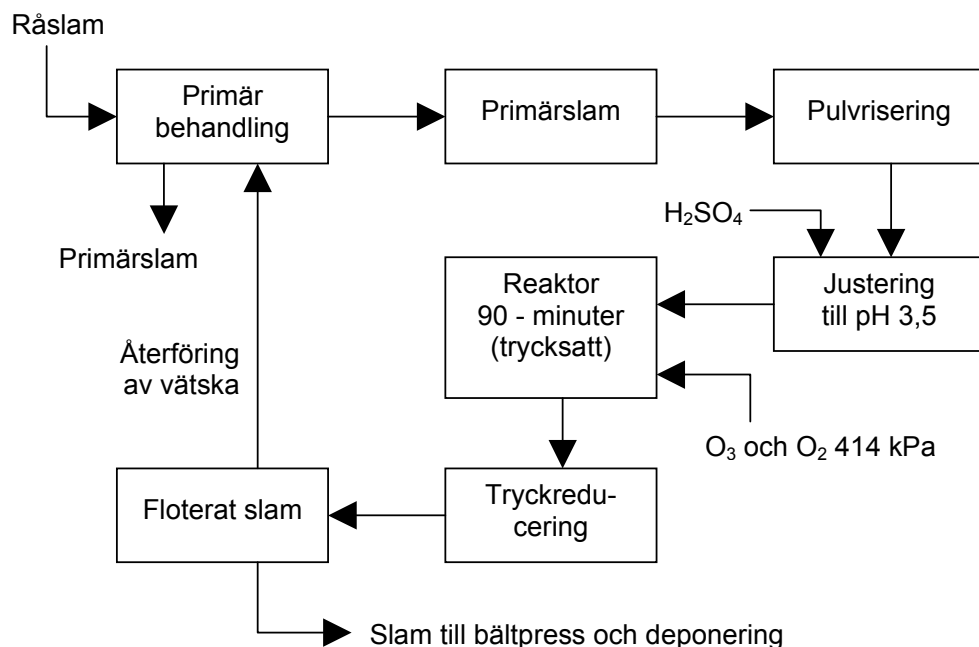 Råslam
Primär
behandling
Primärslam
Pulvrisering
H₂SO₄
Primärslam
Reaktor
90 - minuter
(trycksatt)
Justering
till pH 3,5
Återföring
av vätska
O₃ och O₂ 414 kPa
Floterat slam
Tryckredu-
cering
Slam till bältpress och deponering